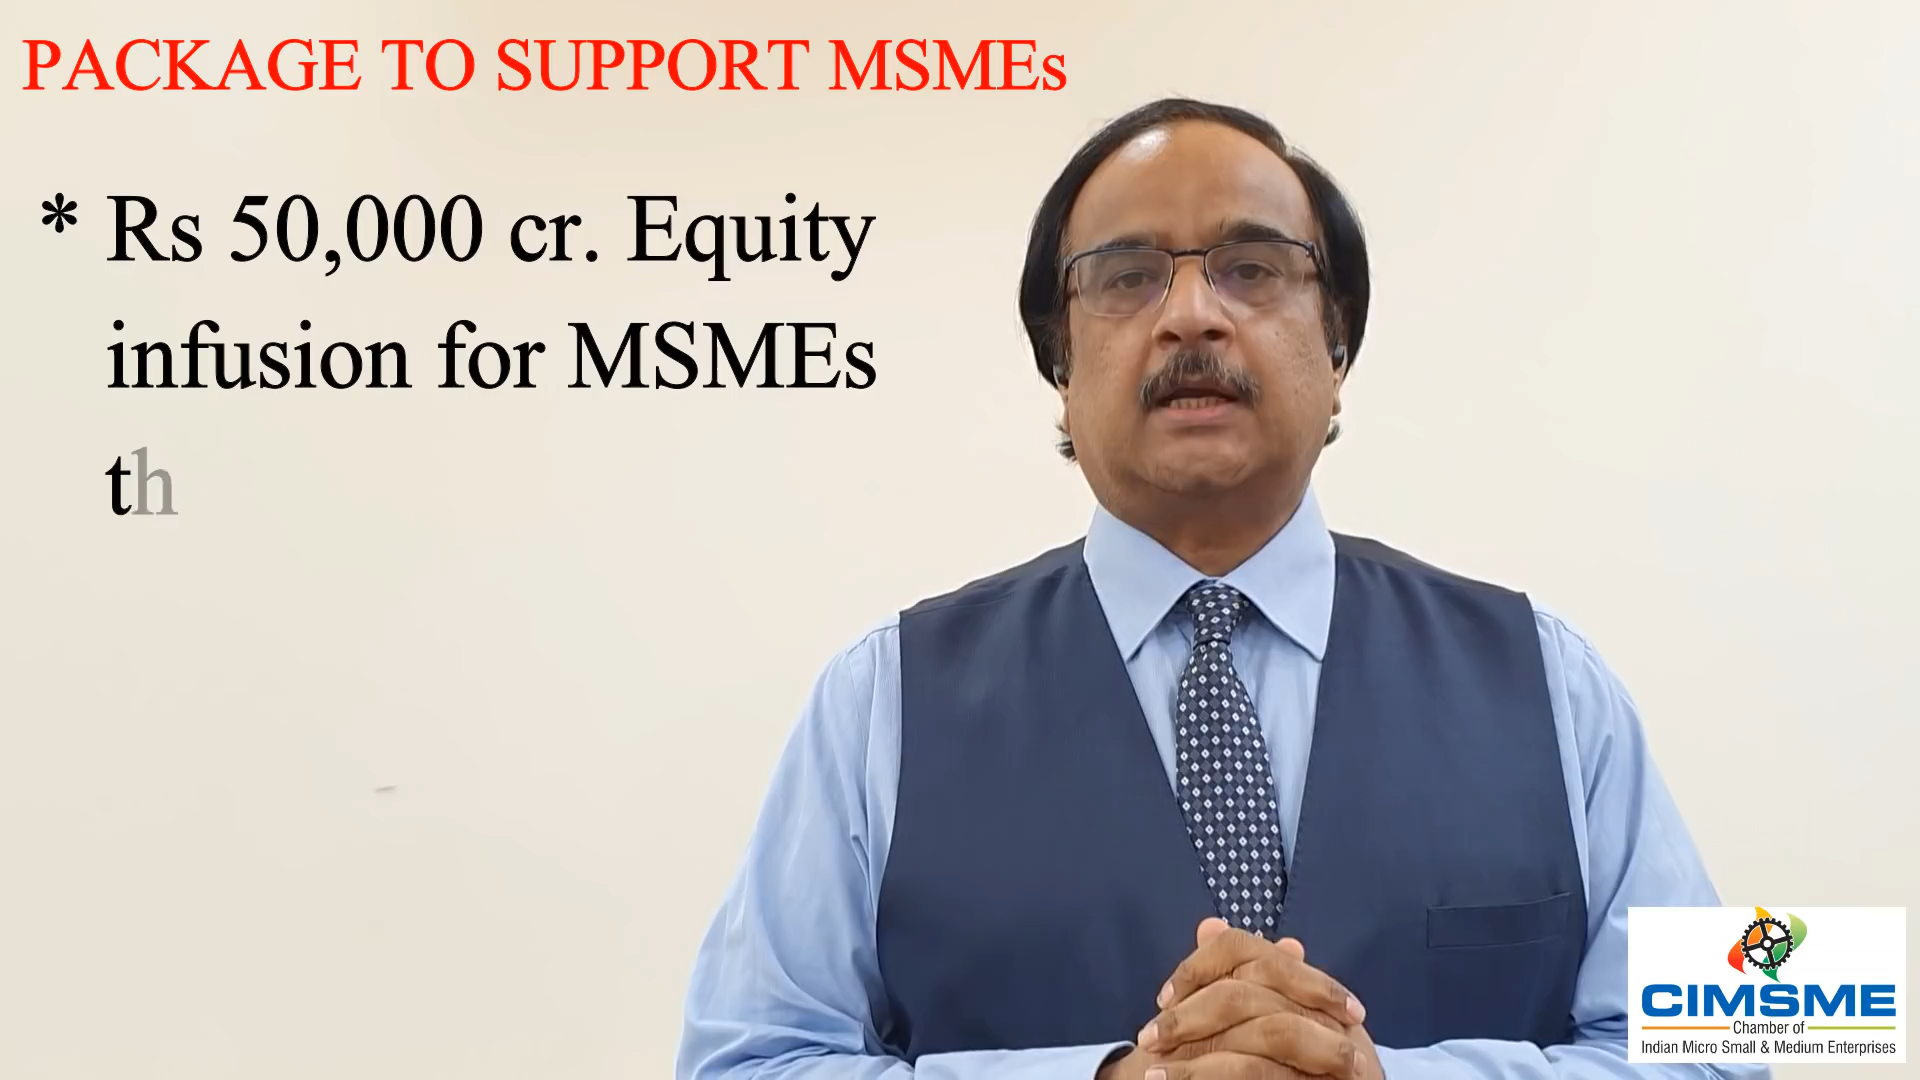 PACKAGE TO SUPPORT MSMEs
* Rs 50,000 cr. Equity
infusion for MSMEs
th
CIMSME
Chamber of
Indian Micro Small & Medium Enterprises